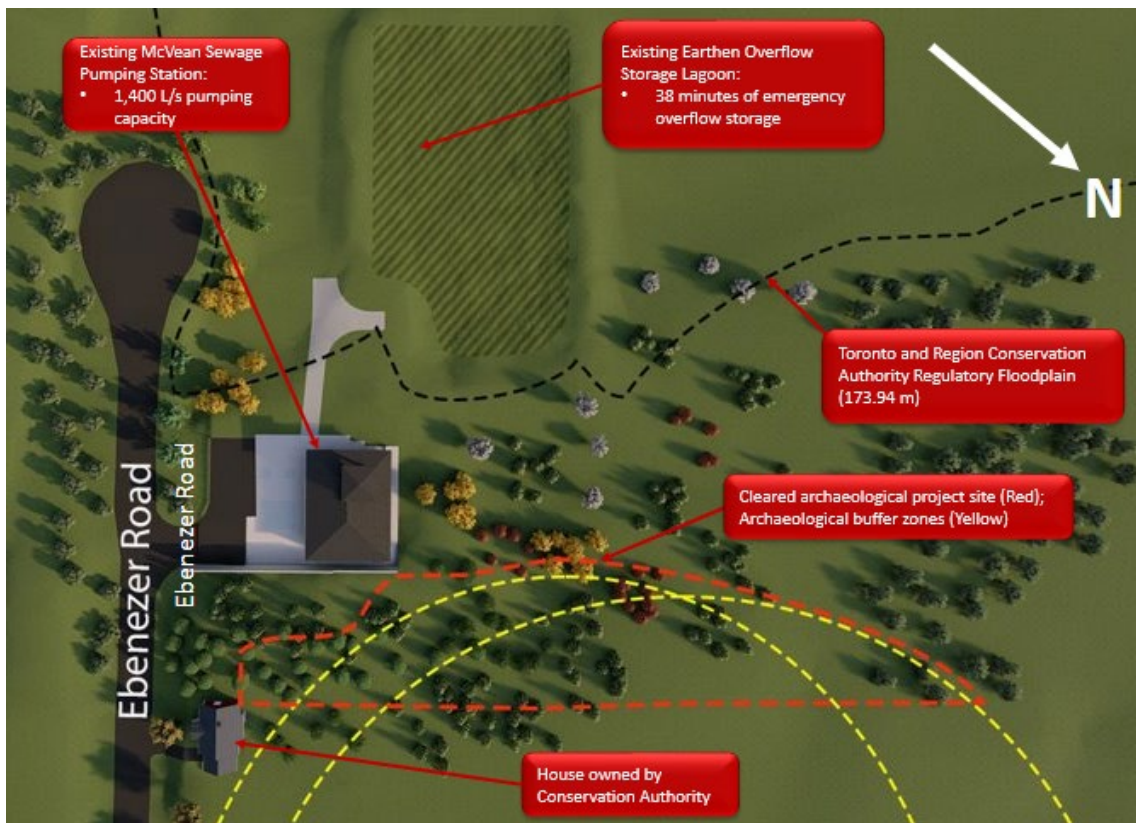 Existing McVean Sewage
Pumping Station:
• 1,400 L/s pumping
capacity
Existing Earthen Overflow
Storage Lagoon:
• 38 minutes of emergency
overflow storage
N
Toronto and Region Conservation
Authority Regulatory Floodplain
(173.94 m)
Cleared archaeological project site (Red);
Archaeological buffer zones (Yellow)
Ebenezer Road
Ebenezer Road
House owned by
Conservation Authority